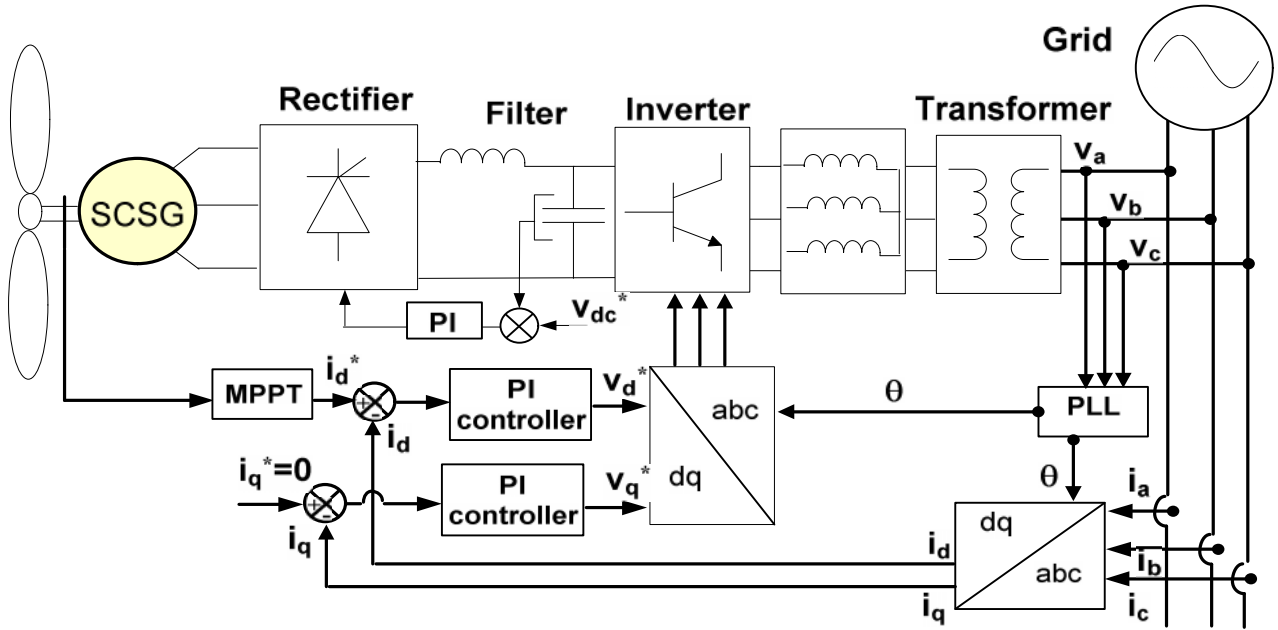 Grid
Rectifier
Filter
Inverter
Transformer
SCSG
va
vb
vc
PI
vdc*
MPPT
id*
id
PI
controller
vd*
abc
dq
θ
PLL
θ
iq*=0
iq
PI
controller
vq*
ia
ib
ic
dq
abc
id
iq
+
-
+
-